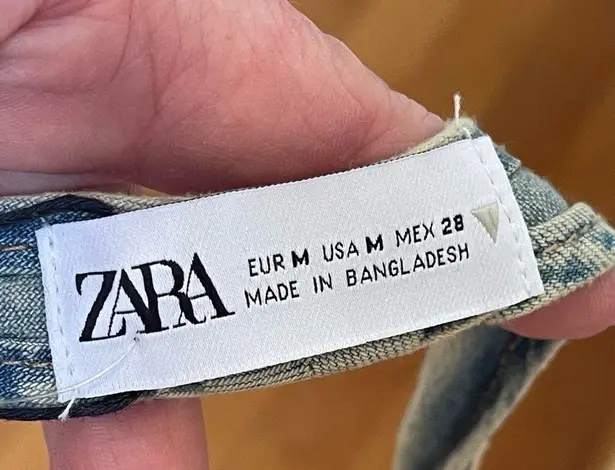 ZARA
EUR M USA M MEX 28
MADE IN BANGLADESH